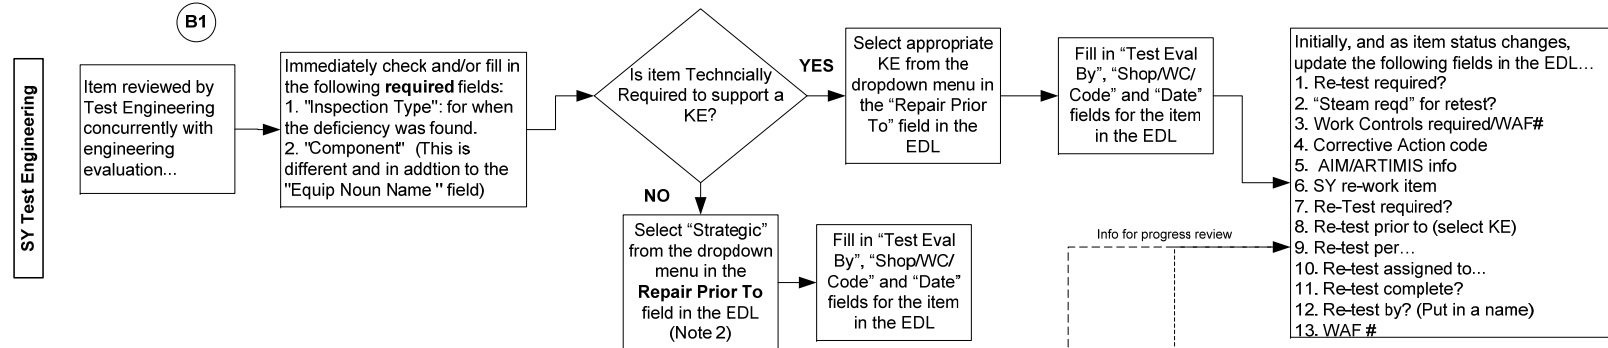 B1
SY Test Engineering
Item reviewed by
Test Engineering
concurrently with
engineering
evaluation...
Immediately check and/or fill in
the following required fields:
1. "Inspection Type": for when
the deficiency was found.
2. "Component" (This is
different and in addtion to the
"Equip Noun Name " field)
Is item Techncially
Required to support a
KE?
YES
Select appropriate
KE from the
dropdown menu in
the “Repair Prior
To” field in the
EDL
Fill in “Test Eval
By”, “Shop/WC/
Code” and “Date”
fields for the item
in the EDL
NO
Select “Strategic”
from the dropdown
menu in the
Repair Prior To
field in the EDL
(Note 2)
Fill in “Test Eval
By”, “Shop/WC/
Code” and “Date”
fields for the item
in the EDL
Info for progress review
Initially, and as item status changes,
update the following fields in the EDL…
1. Re-test required?
2. “Steam reqd” for retest?
3. Work Controls required/WAF#
4. Corrective Action code
5. AIM/ARTIMIS info
6. SY re-work item
7. Re-Test required?
8. Re-test prior to (select KE)
9. Re-test per…
10. Re-test assigned to...
11. Re-test complete?
12. Re-test by? (Put in a name)
13. WAF #